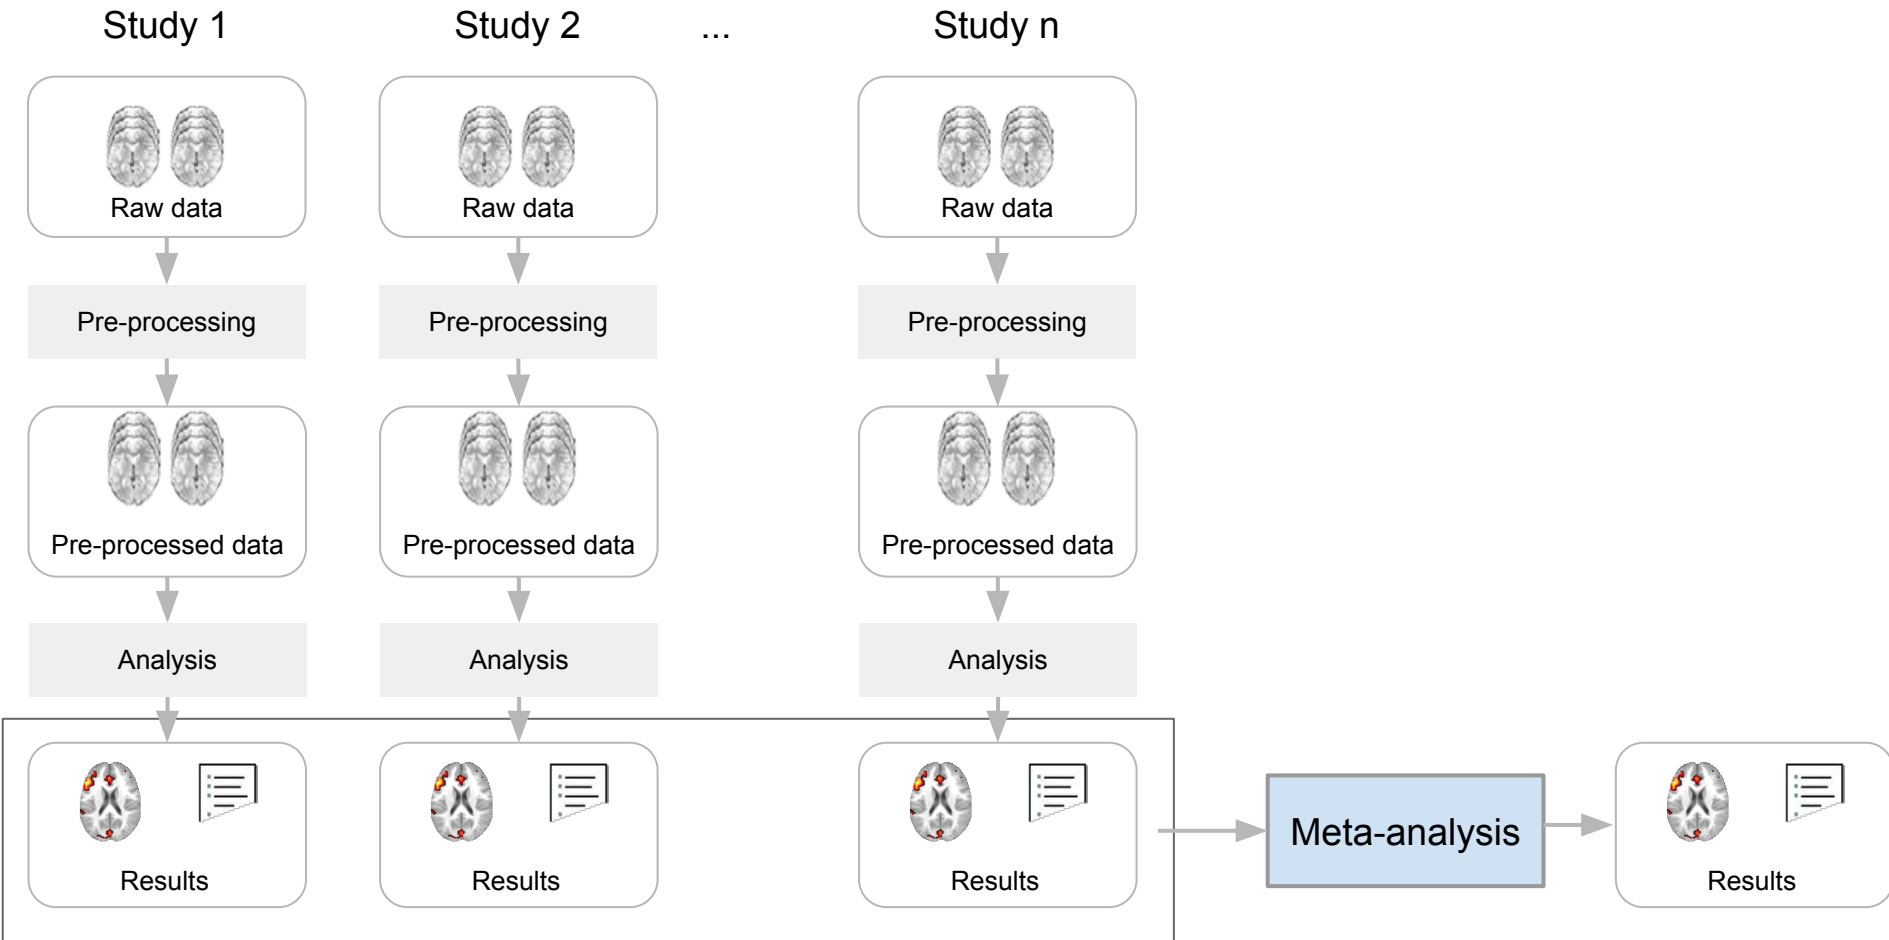 Study 1
Study 2
...
Study n
Raw data
Raw data
Raw data
Pre-processing
Pre-processing
Pre-processing
Pre-processed data
Pre-processed data
Pre-processed data
Analysis
Analysis
Analysis
Results
Results
Results
Meta-analysis
Results